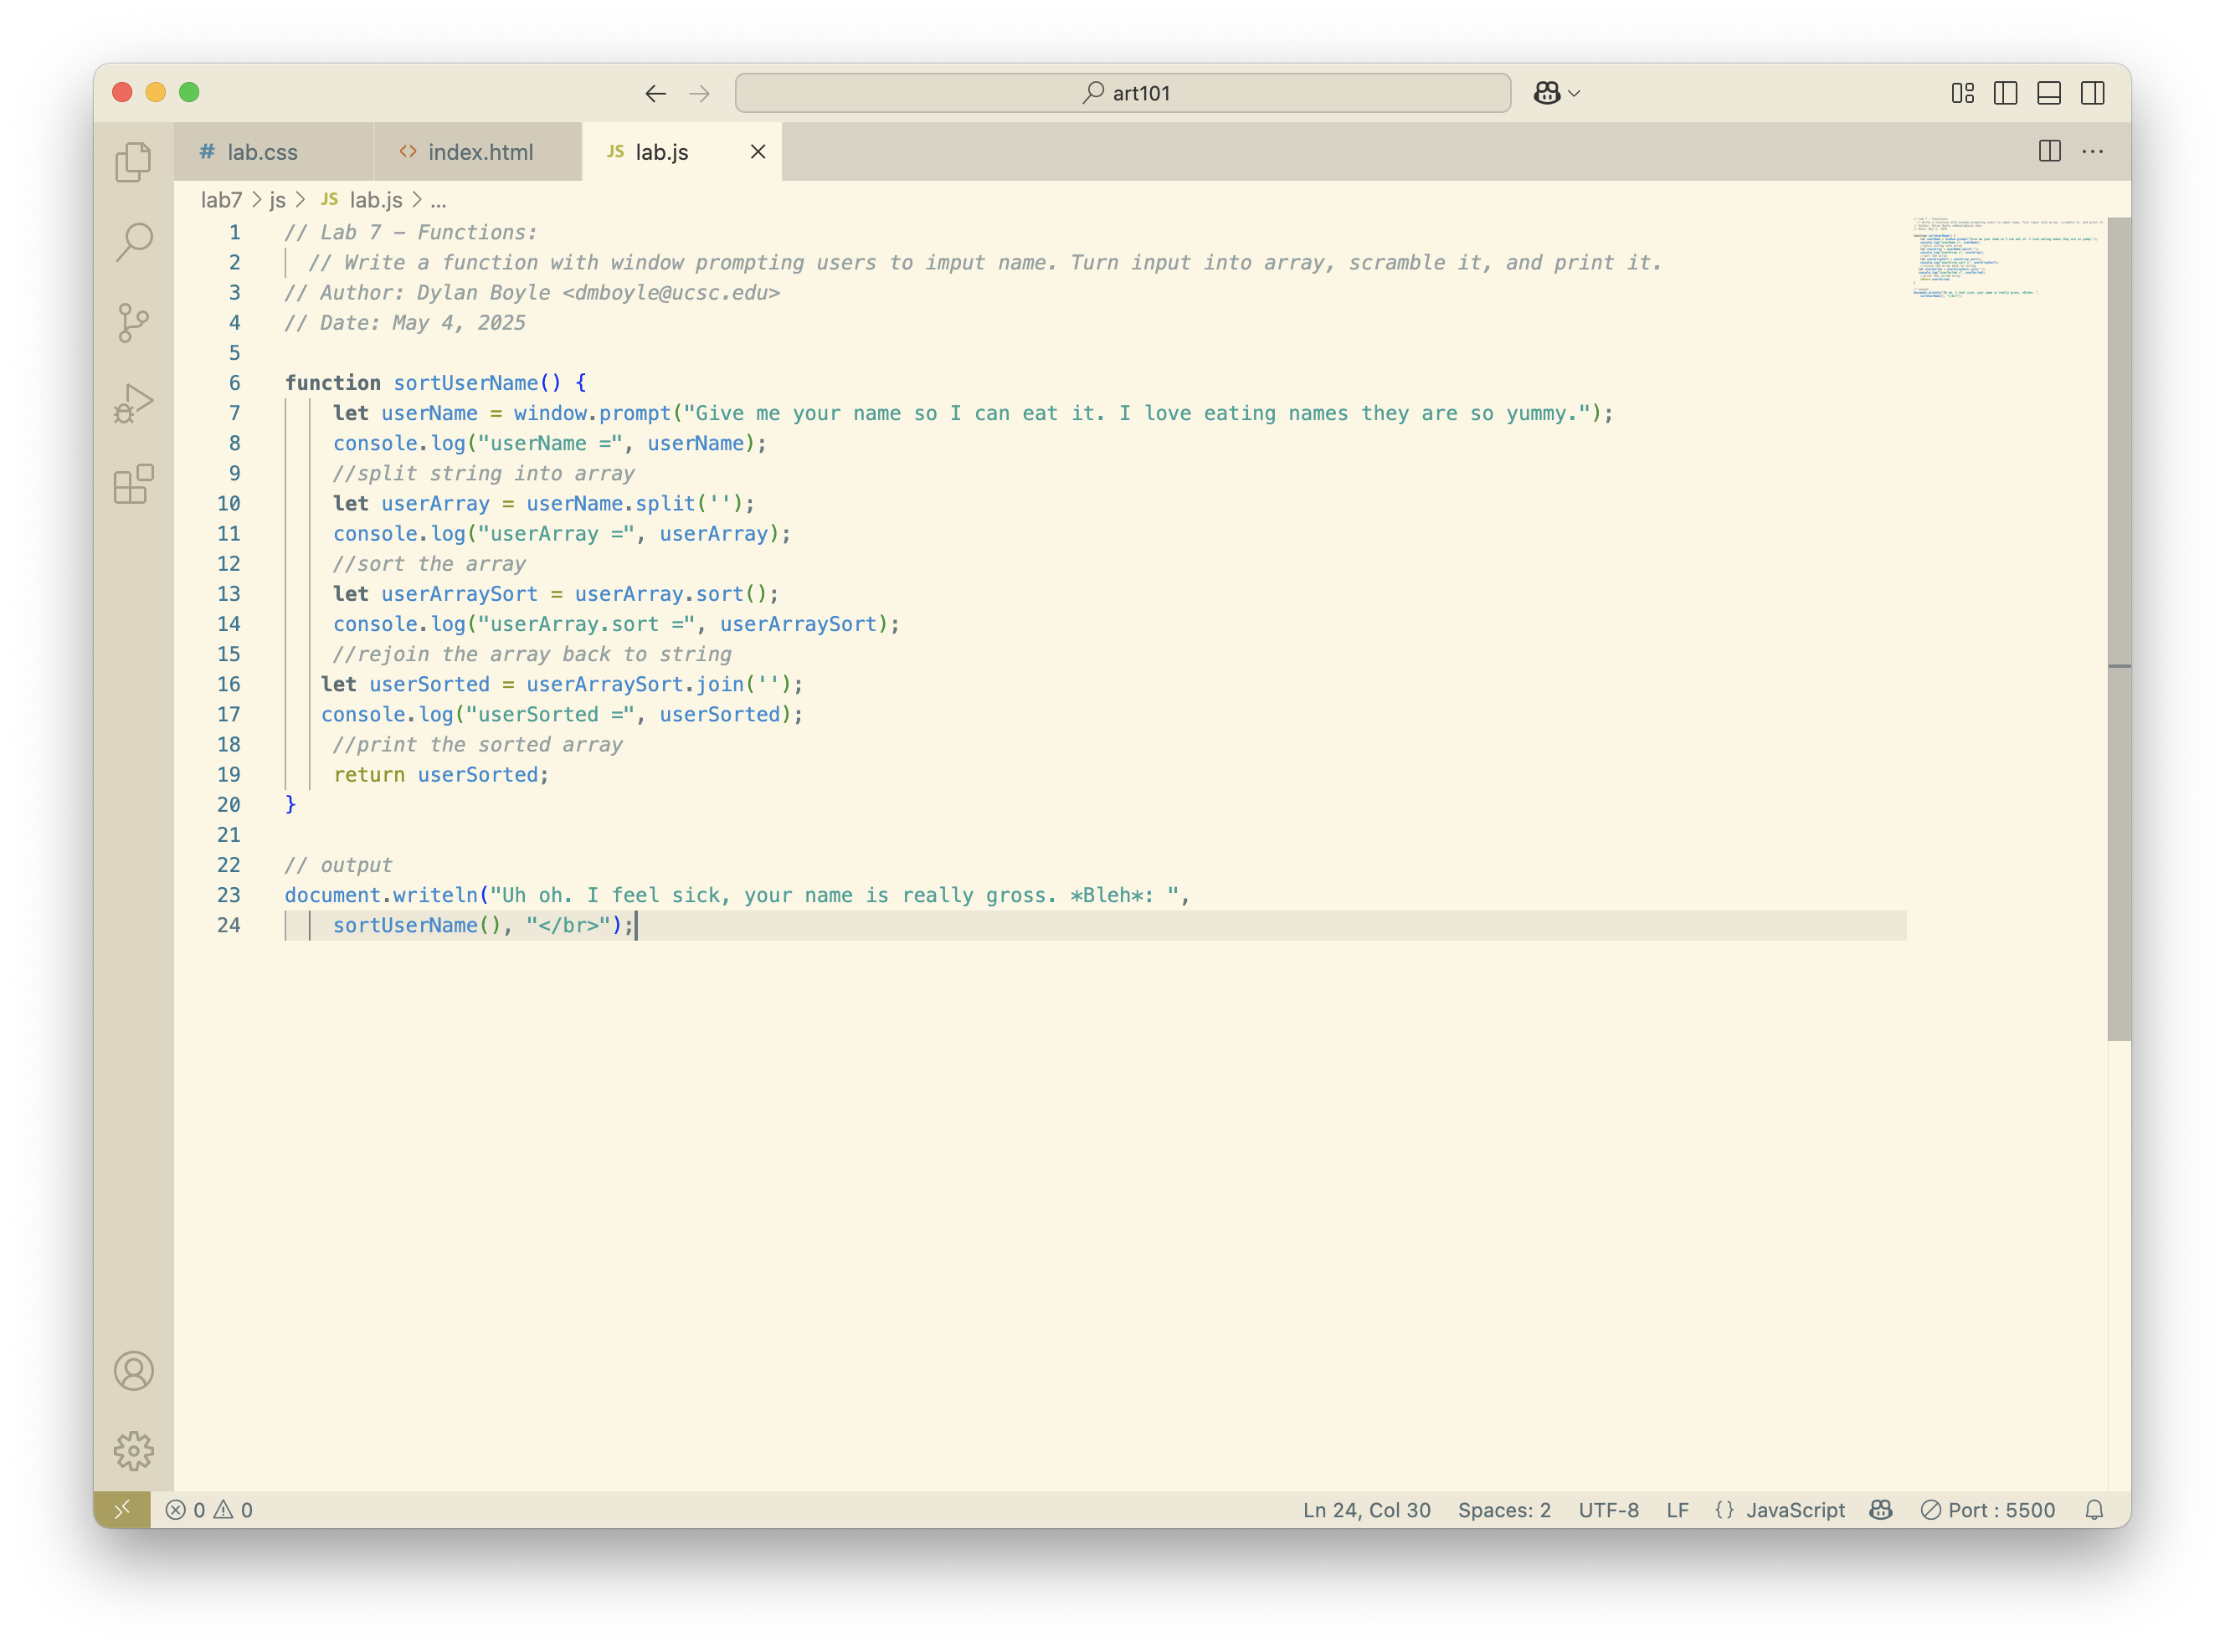 art101
# lab.css <> index.html JS lab.js
lab7 > js > JS lab.js > ...
1 // Lab 7 – Functions:
2 // Write a function with window prompting users to imput name. Turn input into array, scramble it, and print it.
3 // Author: Dylan Boyle <dmboyle@ucsc.edu>
4 // Date: May 4, 2025
5
6 function sortUserName() {
7 let userName = window.prompt("Give me your name so I can eat it. I love eating names they are so yummy.");
8 console.log("userName =", userName);
9 //split string into array
10 let userArray = userName.split('');
11 console.log("userArray =", userArray);
12 //sort the array
13 let userArraySort = userArray.sort();
14 console.log("userArray.sort =", userArraySort);
15 //rejoin the array back to string
16 let userSorted = userArraySort.join('');
17 console.log("userSorted =", userSorted);
18 //print the sorted array
19 return userSorted;
20 }
21
22 // output
23 document.writeln("Uh oh. I feel sick, your name is really gross. *Bleh*: ",
24 sortUserName(), "</br>");
0 0 Ln 24, Col 30 Spaces: 2 UTF-8 LF {} JavaScript Port : 5500